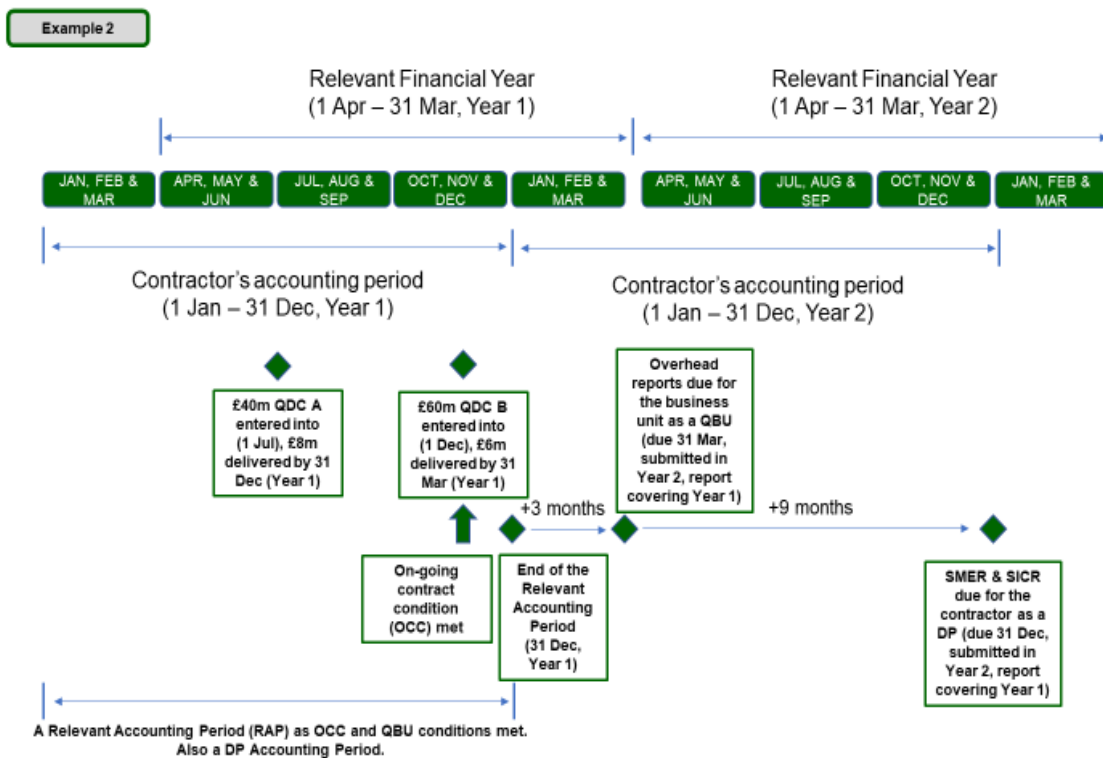 Example 2
Relevant Financial Year
(1 Apr – 31 Mar, Year 1)
Relevant Financial Year
(1 Apr – 31 Mar, Year 2)
JAN, FEB &
MAR
APR, MAY &
JUN
JUL, AUG &
SEP
OCT, NOV &
DEC
JAN, FEB &
MAR
APR, MAY &
JUN
JUL, AUG &
SEP
OCT, NOV &
DEC
JAN, FEB &
MAR
Contractor's accounting period
(1 Jan – 31 Dec, Year 1)
Contractor's accounting period
(1 Jan – 31 Dec, Year 2)
£40m QDC A
entered into
(1 Jul), £8m
delivered by 31
Dec (Year 1)
£60m QDC B
entered into
(1 Dec), £6m
delivered by 31
Mar (Year 1)
Overhead
reports due for
the business
unit as a QBU
(due 31 Mar,
submitted in
Year 2, report
covering Year 1)
+3 months
+9 months
On-going
contract
condition
(OCC) met
End of the
Relevant
Accounting
Period
(31 Dec,
Year 1)
SMER & SICR
due for the
contractor as a
DP (due 31 Dec,
submitted in
Year 2, report
covering Year 1)
A Relevant Accounting Period (RAP) as OCC and QBU conditions met.
Also a DP Accounting Period.